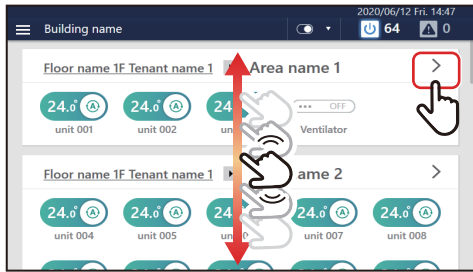 2020/06/12 Fri. 14:47
Building name
64
0
Floor name 1F Tenant name 1
Area name 1
24.0° A
24.0° A
24
OFF
unit 001
unit 002
Ventilator
Floor name 1F Tenant name 1
ame 2
24.0° A
24.0° A
24
24.0° A
24.0° A
unit 004
unit 005
unit 007
unit 008